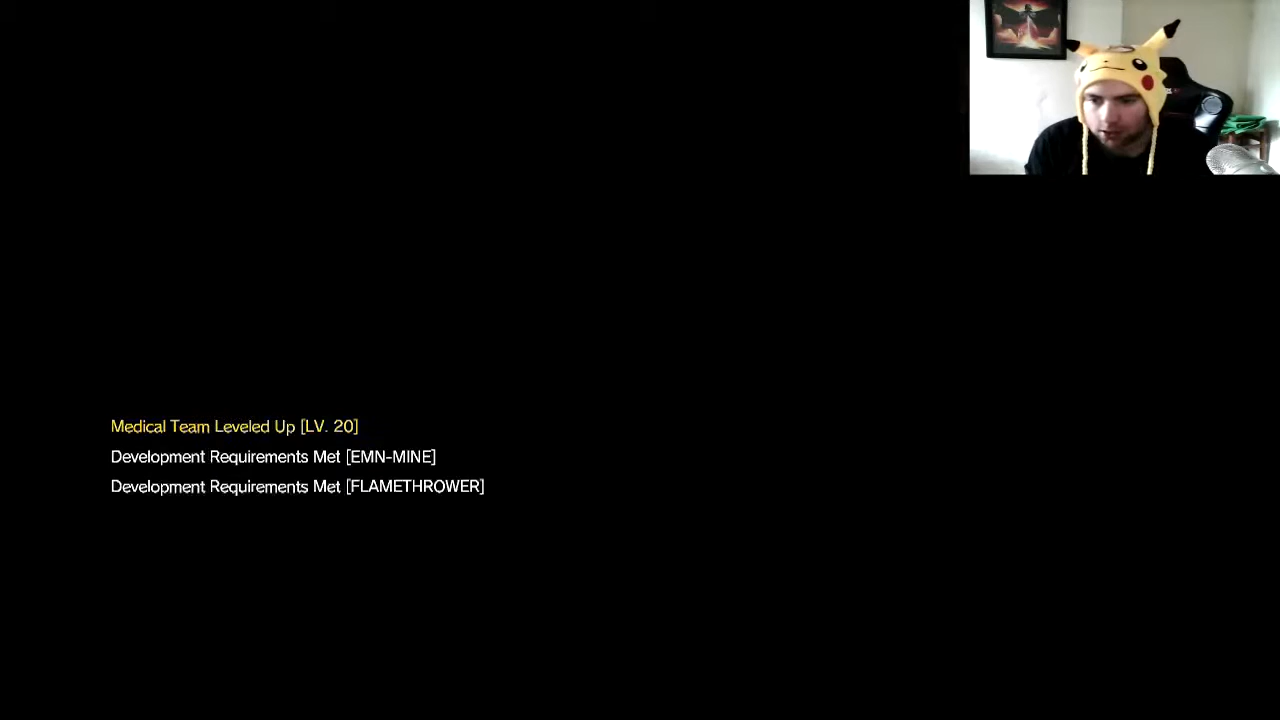 Medical Team Leveled Up [LV. 20]
Development Requirements Met [EMN-MINE]
Development Requirements Met [FLAMETHROWER]